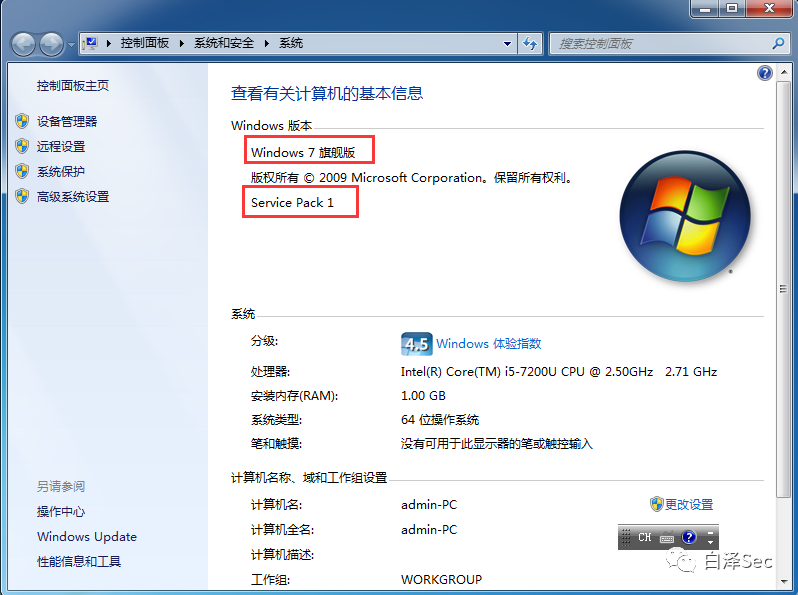 控制面板 系统和安全 系统
搜索控制面板
控制面板主页
设备管理器
远程设置
系统保护
高级系统设置
另请参阅
操作中心
Windows Update
性能信息和工具
查看有关计算机的基本信息
Windows 版本
Windows 7 旗舰版
版权所有 © 2009 Microsoft Corporation。保留所有权利。
Service Pack 1
系统
分级: 4.5 Windows 体验指数
处理器: Intel(R) Core(TM) i5-7200U CPU @ 2.50GHz 2.71 GHz
安装内存(RAM): 1.00 GB
系统类型: 64 位操作系统
笔和触摸: 没有可用于此显示器的笔或触控输入
计算机名称、域和工作组设置
计算机名: admin-PC 更改设置
计算机全名: admin-PC
CH
计算机描述:
白泽Sec
工作组: WORKGROUP